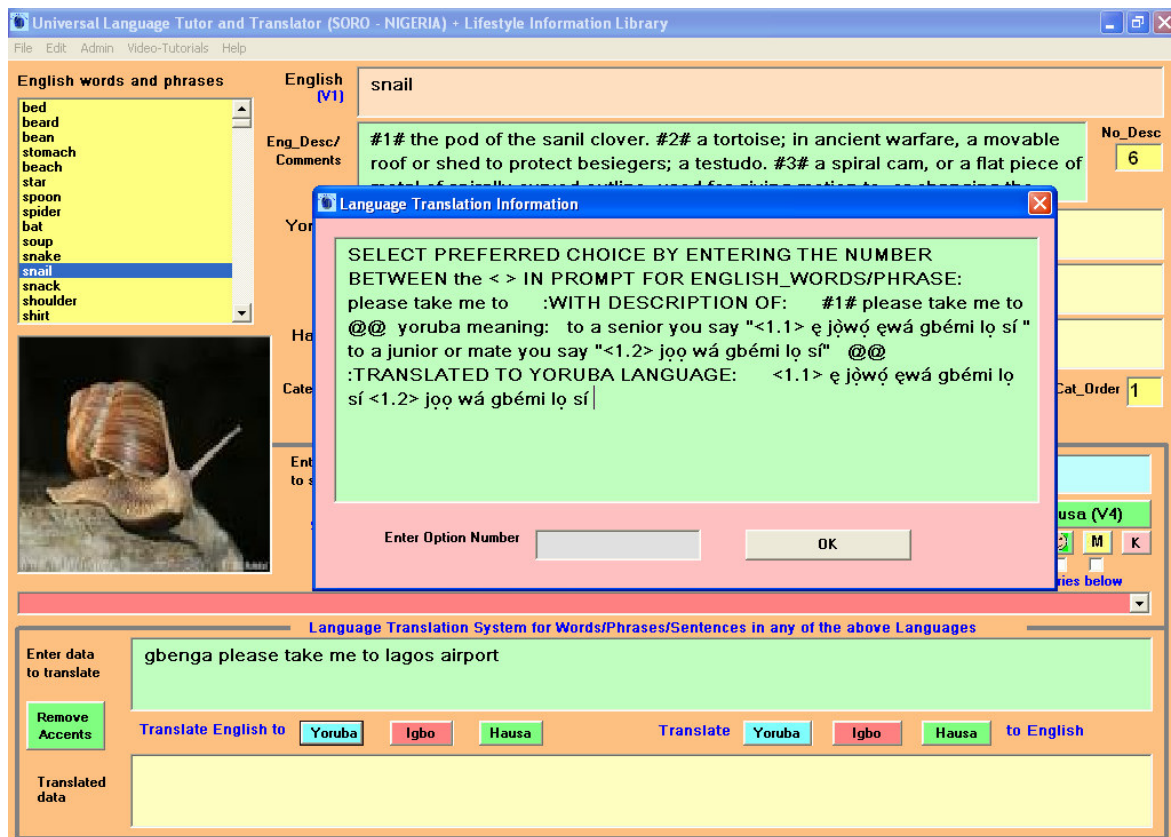 Universal Language Tutor and Translator (SORO - NIGERIA) + Lifestyle Information Library
File Edit Admin Video-Tutorials Help
English words and phrases
bed
beard
bean
stomach
beach
star
spoon
spider
bat
soup
snake
snail
snack
shoulder
shirt
English
(V1)
snail
Eng_Desc/
Comments
#1# the pod of the sanil clover. #2# a tortoise; in ancient warfare, a movable
roof or shed to protect besiegers; a testudo. #3# a spiral cam, or a flat piece of
No_Desc
6
Yor
Ha
Cate
Cat_Order 1
Ent
to s
Language Translation Information
SELECT PREFERRED CHOICE BY ENTERING THE NUMBER
BETWEEN the < > IN PROMPT FOR ENGLISH_WORDS/PHRASE:
please take me to :WITH DESCRIPTION OF: #1# please take me to
@@ yoruba meaning: to a senior you say "<1.1> ẹ jọ̀wọ́ ẹwá gbémi lọ sí "
to a junior or mate you say "<1.2> jọọ wá gbémi lọ sí" @@
:TRANSLATED TO YORUBA LANGUAGE: <1.1> ẹ jọ̀wọ́ ẹwá gbémi lọ
sí <1.2> jọọ wá gbémi lọ sí
Enter Option Number
OK
usa (V4)
M K
ries below
Language Translation System for Words/Phrases/Sentences in any of the above Languages
Enter data
to translate
gbenga please take me to lagos airport
Remove
Accents
Translate English to Yoruba Igbo Hausa Translate Yoruba Igbo Hausa to English
Translated
data